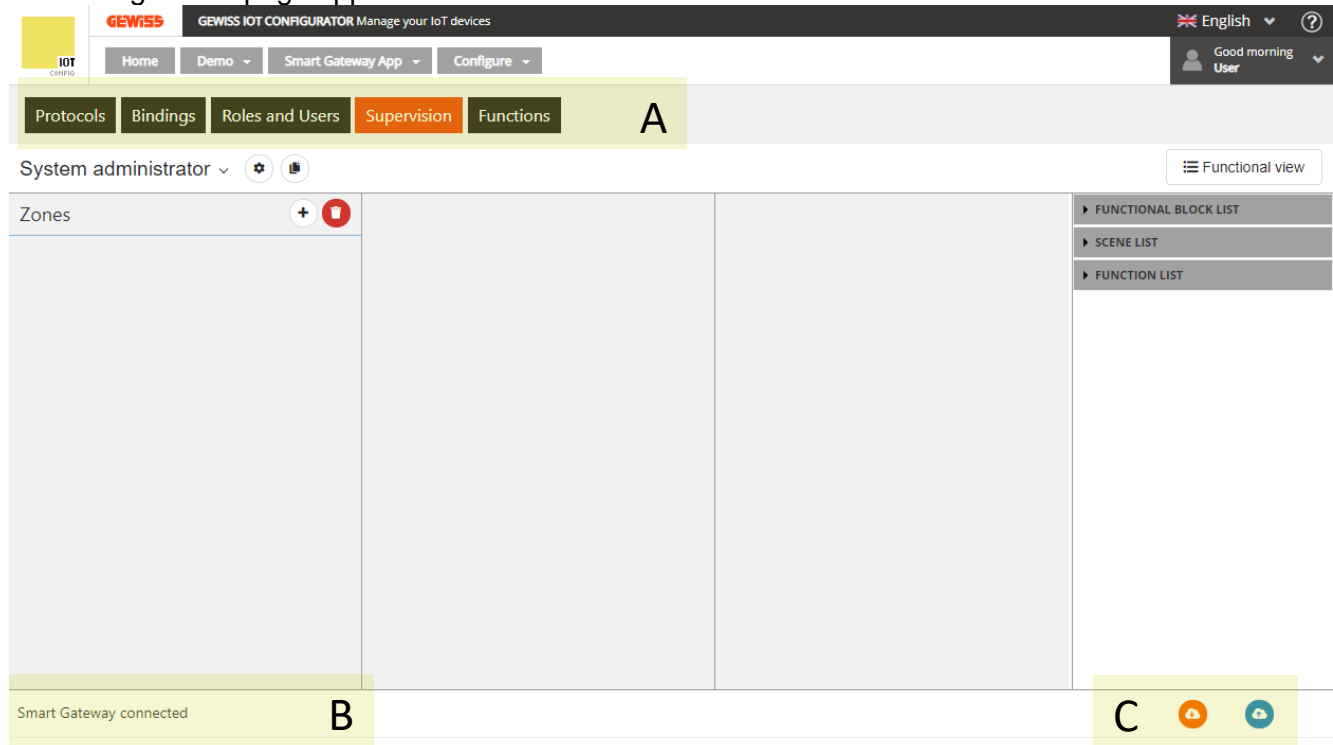 GEWISS GEWISS IOT CONFIGURATOR Manage your IoT devices English ?
IOT
CONFIG
Home Demo Smart Gateway App Configure
Good morning
User
Protocols Bindings Roles and Users Supervision Functions A
System administrator Functional view
Zones +
FUNCTIONAL BLOCK LIST
SCENE LIST
FUNCTION LIST
Smart Gateway connected B C